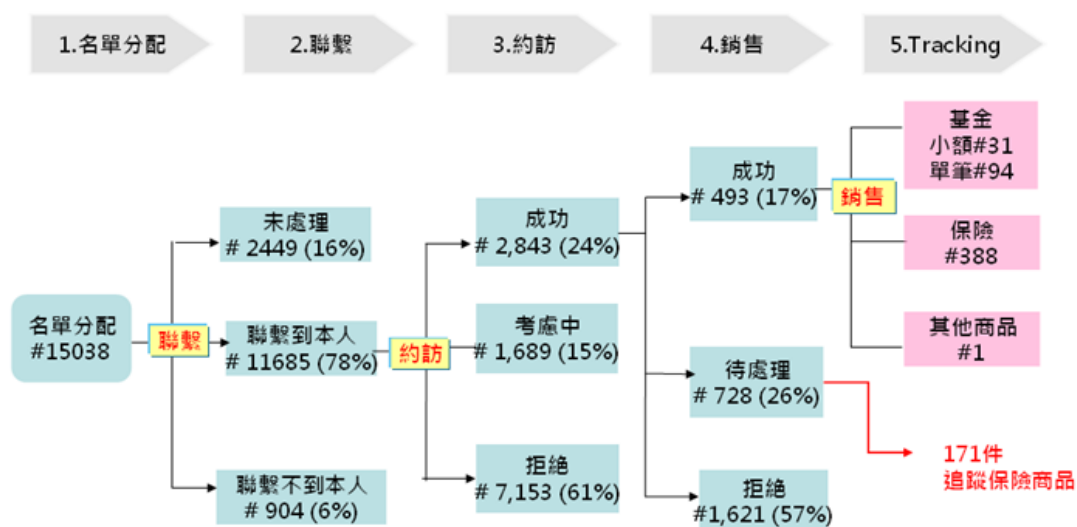 1.名單分配
2.聯繫
3.約訪
4.銷售
5.Tracking
名單分配
#15038
聯繫
未處理
# 2449 (16%)
聯繫到本人
# 11685 (78%)
聯繫不到本人
# 904 (6%)
約訪
成功
# 2,843 (24%)
考慮中
# 1,689 (15%)
拒絕
# 7,153 (61%)
成功
# 493 (17%)
待處理
# 728 (26%)
拒絕
#1,621 (57%)
銷售
基金
小額#31
單筆#94
保險
#388
其他商品
#1
171件
追蹤保險商品